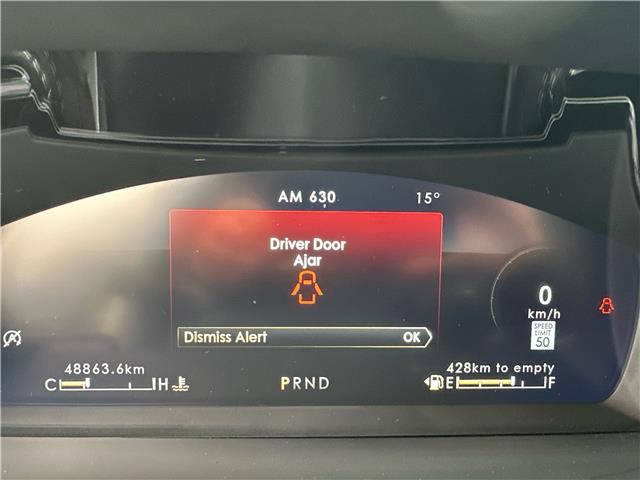 AM 630 15°
Driver Door
Ajar
0
km/h
SPEED
LIMIT
50
Dismiss Alert OK
48863.6km 428km to empty
C H PRND E F